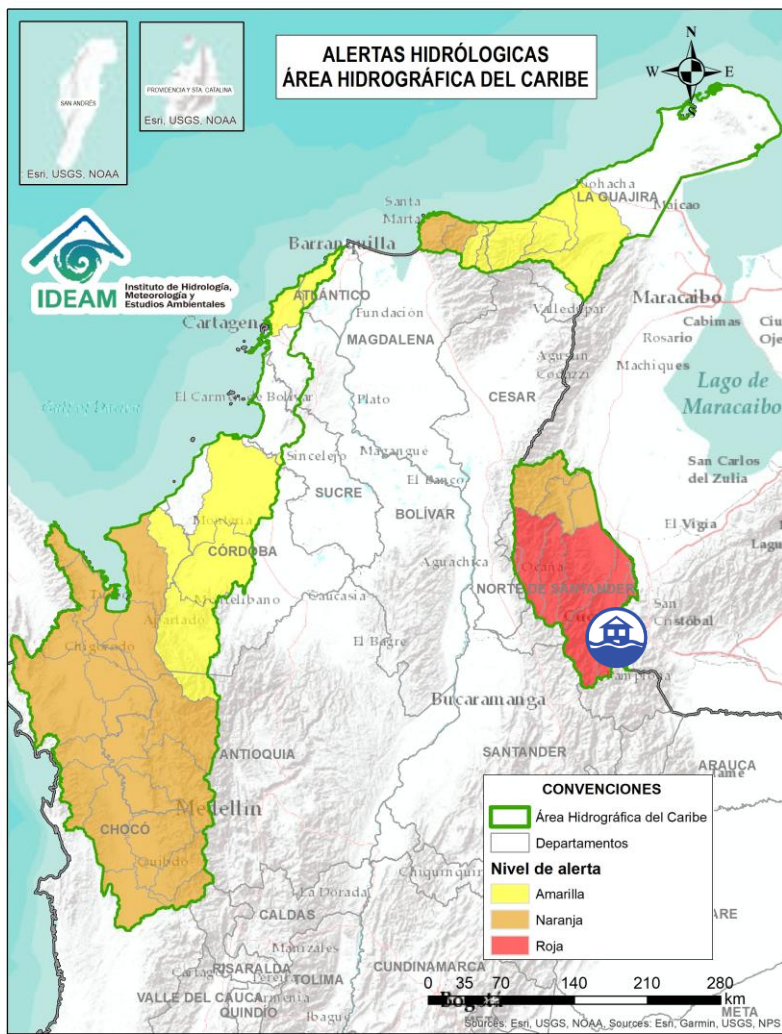 ALERTAS HIDRÓLOGICAS
ÁREA HIDROGRÁFICA DEL CARIBE
N
W
E
S
SAN ANDRÉS
Esri, USGS, NOAA
PROVIDENCIA Y STA. CATALINA
Esri, USGS, NOAA
IDEAM
Instituto de Hidrología,
Meteorología y
Estudios Ambientales
Riohacha
LA GUAJIRA
Maicao
Santa
Marta
Barranquilla
ATLÁNTICO
Cartagen
Fundación
MAGDALENA
Valledupar
Maracaibo
Cabimas
Rosario
Machiques
Agustín
Codazzi
CESAR
Lago de
Maracaibo
El Carmen de Bolívar
Plato
Sincelejo
Magangue
SUCRE
El Banco
BOLÍVAR
San Carlos
del Zulia
Montería
CÓRDOBA
El Vigía
Aguachica
Ocaña
NORTE DE SANTANDER
Montelíbano
Caucasia
Apartado
Chigorodo
El Bagre
San
Cristóbal
Bucaramanga
ANTIOQUIA
SANTANDER
ARAUCA
Medellín
CHOCÓ
Quibdó
La Dorada
CALDAS
Manizales
RISARALDA
TOLIMA
CUNDINAMARCA
VALLE DEL CAUCA
QUINDÍO
Ibague
META
CONVENCIONES
Área Hidrográfica del Caribe
Departamentos
Nivel de alerta
Amarilla
Naranja
Roja
0 35 70 140 210 280
km
Sources: Esri, USGS, NOAA, Sources: Esri, Garmin, USGS, NPS